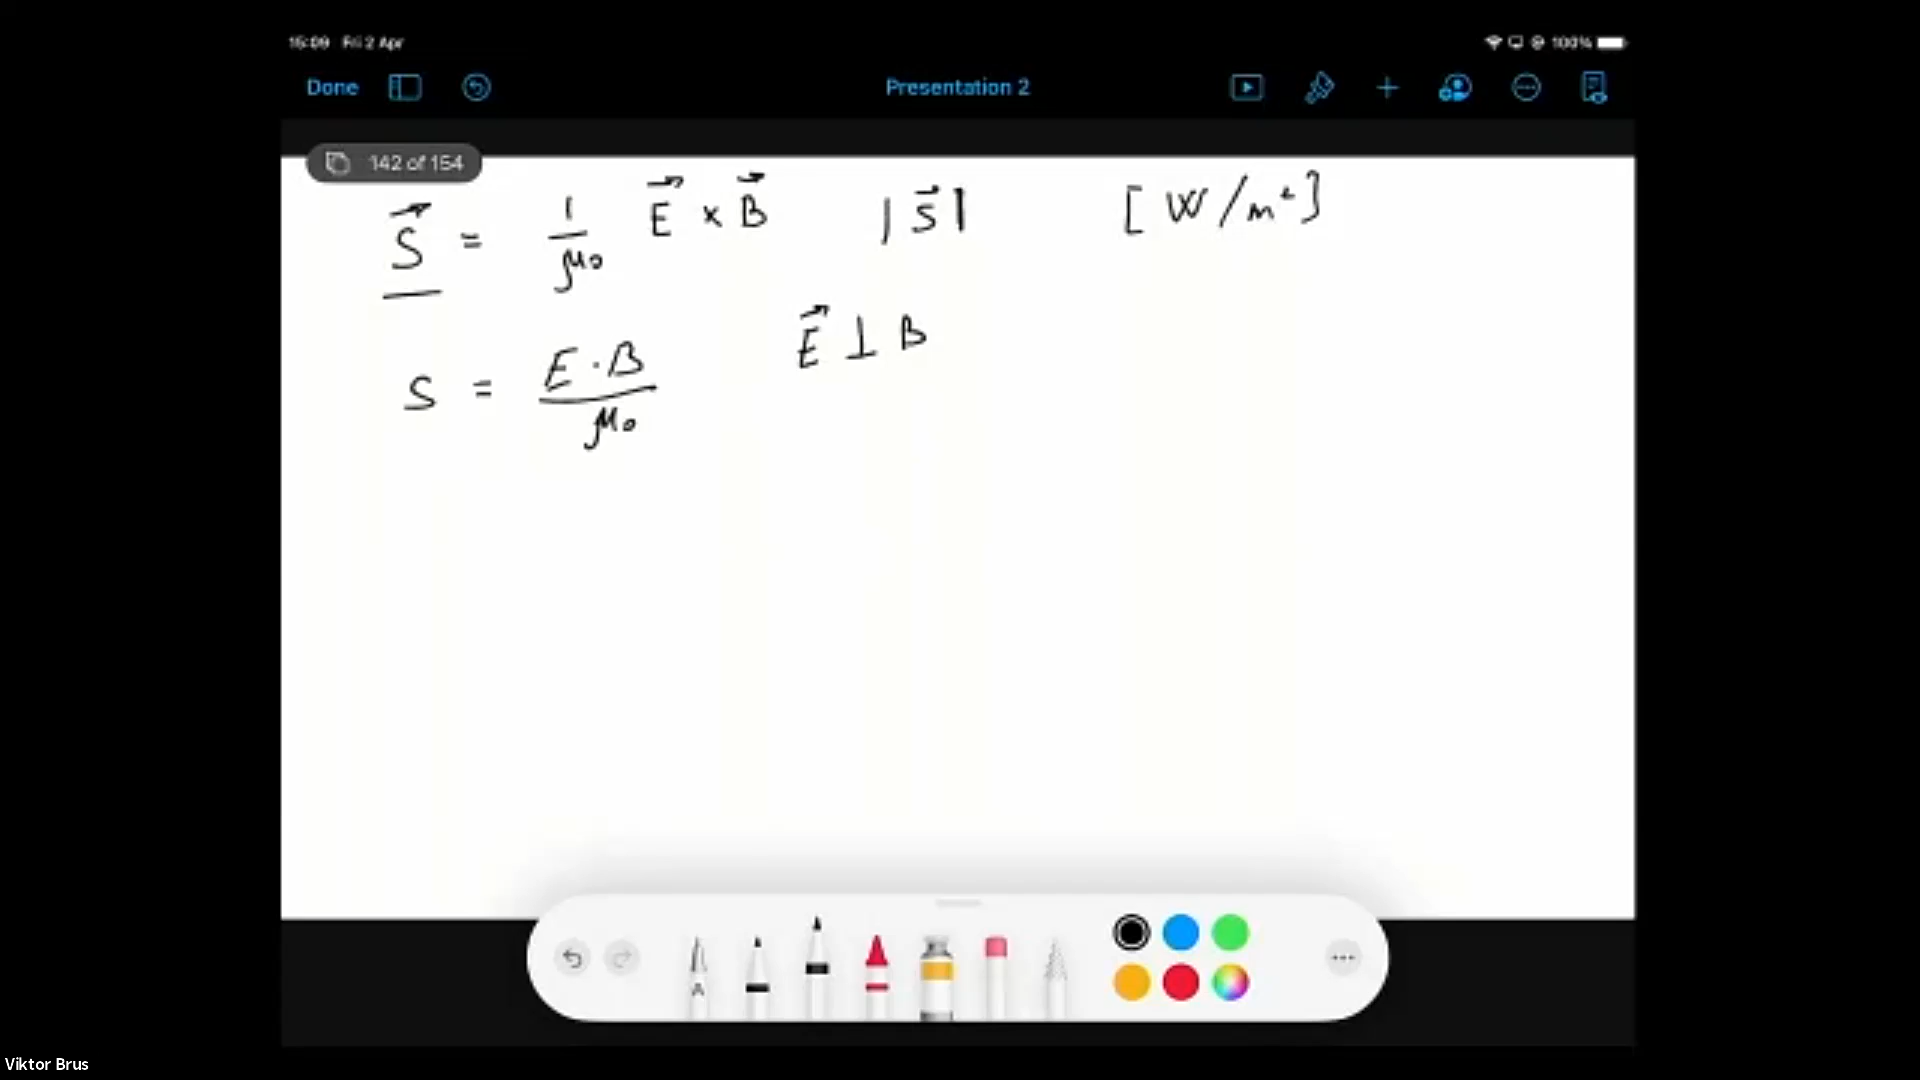 15:09 Fri 2 Apr 100%
Done Presentation 2
142 of 154
S⃗ = 1/μ₀ E⃗ × B⃗ |S⃗| [W/m²]
S = E·B/μ₀ E⃗ ⊥ B
A
Viktor Brus